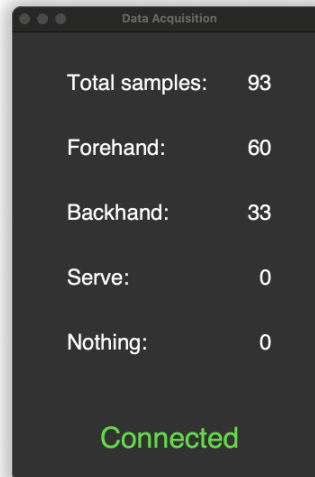 Data Acquisition
Total samples: 93
Forehand: 60
Backhand: 33
Serve: 0
Nothing: 0
Connected